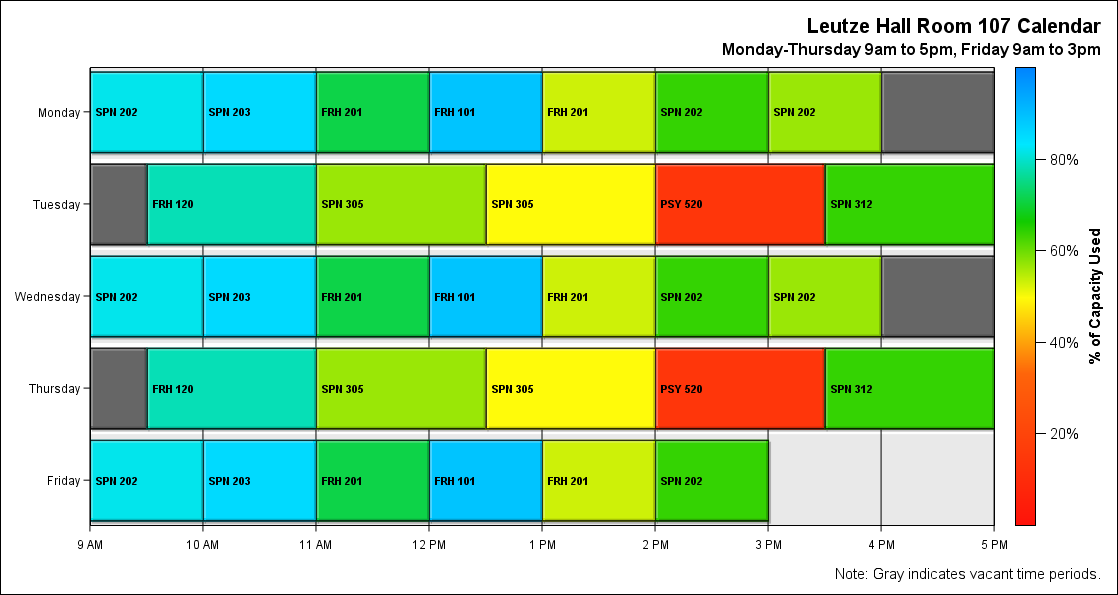 Leutze Hall Room 107 Calendar
Monday-Thursday 9am to 5pm, Friday 9am to 3pm
Monday
SPN 202
SPN 203
FRH 201
FRH 101
FRH 201
SPN 202
SPN 202
Tuesday
FRH 120
SPN 305
SPN 305
PSY 520
SPN 312
Wednesday
SPN 202
SPN 203
FRH 201
FRH 101
FRH 201
SPN 202
SPN 202
Thursday
FRH 120
SPN 305
SPN 305
PSY 520
SPN 312
Friday
SPN 202
SPN 203
FRH 201
FRH 101
FRH 201
SPN 202
9 AM
10 AM
11 AM
12 PM
1 PM
2 PM
3 PM
4 PM
5 PM
80%
60%
40%
20%
% of Capacity Used
Note: Gray indicates vacant time periods.